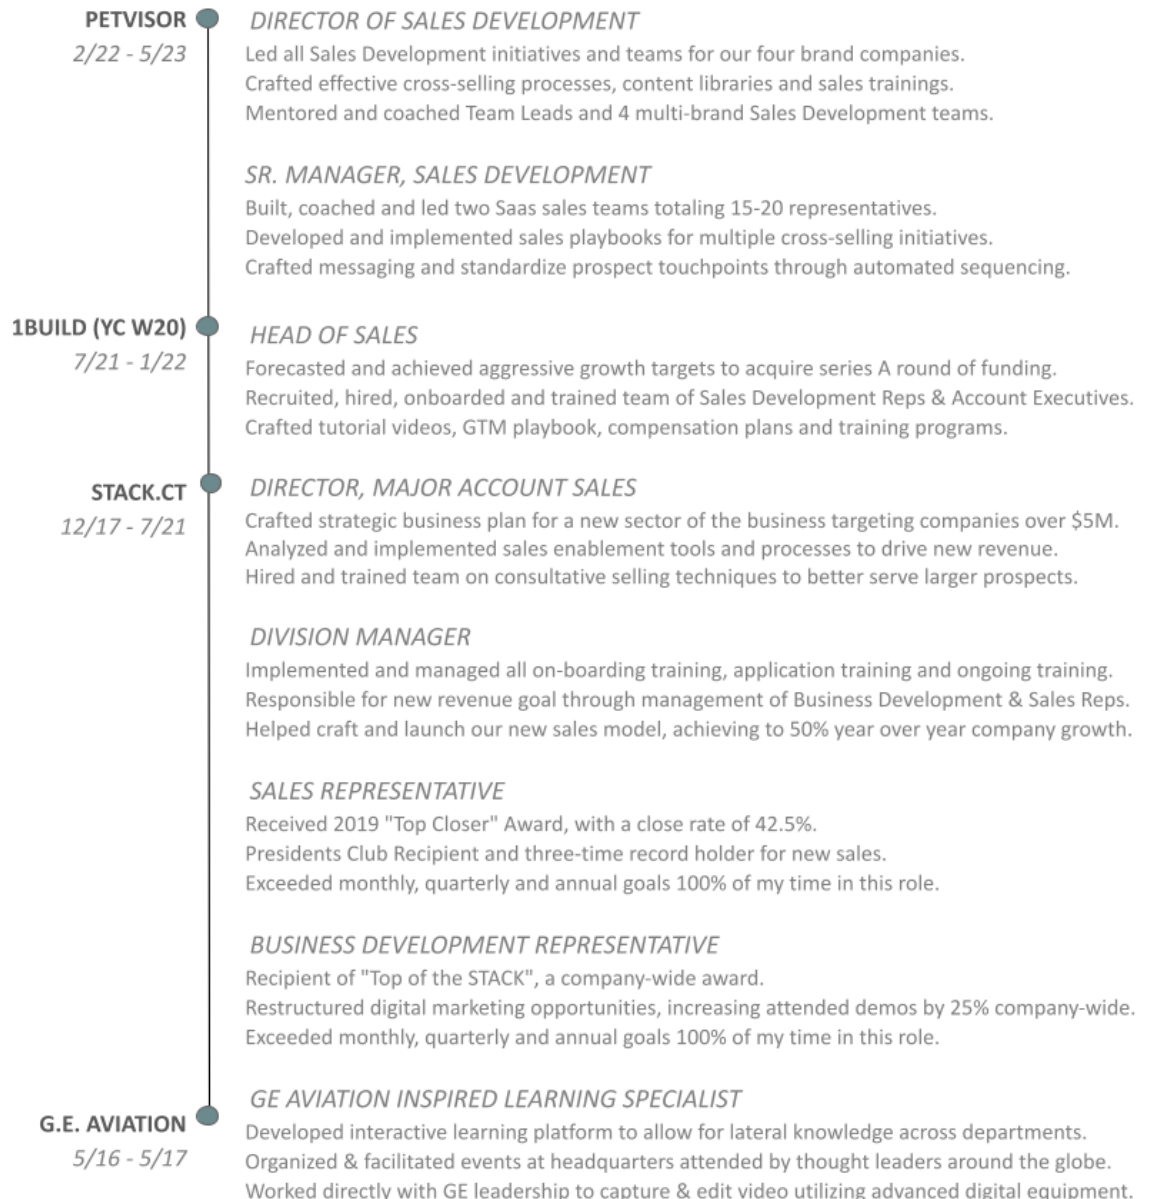 PETVISOR
2/22 - 5/23
DIRECTOR OF SALES DEVELOPMENT
Led all Sales Development initiatives and teams for our four brand companies.
Crafted effective cross-selling processes, content libraries and sales trainings.
Mentored and coached Team Leads and 4 multi-brand Sales Development teams.
SR. MANAGER, SALES DEVELOPMENT
Built, coached and led two Saas sales teams totaling 15-20 representatives.
Developed and implemented sales playbooks for multiple cross-selling initiatives.
Crafted messaging and standardize prospect touchpoints through automated sequencing.
1BUILD (YC W20)
7/21 - 1/22
HEAD OF SALES
Forecasted and achieved aggressive growth targets to acquire series A round of funding.
Recruited, hired, onboarded and trained team of Sales Development Reps & Account Executives.
Crafted tutorial videos, GTM playbook, compensation plans and training programs.
STACK.CT
12/17 - 7/21
DIRECTOR, MAJOR ACCOUNT SALES
Crafted strategic business plan for a new sector of the business targeting companies over $5M.
Analyzed and implemented sales enablement tools and processes to drive new revenue.
Hired and trained team on consultative selling techniques to better serve larger prospects.
DIVISION MANAGER
Implemented and managed all on-boarding training, application training and ongoing training.
Responsible for new revenue goal through management of Business Development & Sales Reps.
Helped craft and launch our new sales model, achieving to 50% year over year company growth.
SALES REPRESENTATIVE
Received 2019 "Top Closer" Award, with a close rate of 42.5%.
Presidents Club Recipient and three-time record holder for new sales.
Exceeded monthly, quarterly and annual goals 100% of my time in this role.
BUSINESS DEVELOPMENT REPRESENTATIVE
Recipient of "Top of the STACK", a company-wide award.
Restructured digital marketing opportunities, increasing attended demos by 25% company-wide.
Exceeded monthly, quarterly and annual goals 100% of my time in this role.
G.E. AVIATION
5/16 - 5/17
GE AVIATION INSPIRED LEARNING SPECIALIST
Developed interactive learning platform to allow for lateral knowledge across departments.
Organized & facilitated events at headquarters attended by thought leaders around the globe.
Worked directly with GE leadership to capture & edit video utilizing advanced digital equipment.